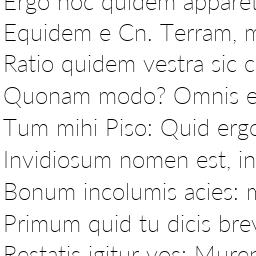 Ergo hoc quidem apparet
Equidem e Cn. Terram, m
Ratio quidem vestra sic c
Quonam modo? Omnis e
Tum mihi Piso: Quid ergo
Invidiosum nomen est, in
Bonum incolumis acies: m
Primum quid tu dicis brev
Restatis igitur vos; Murer